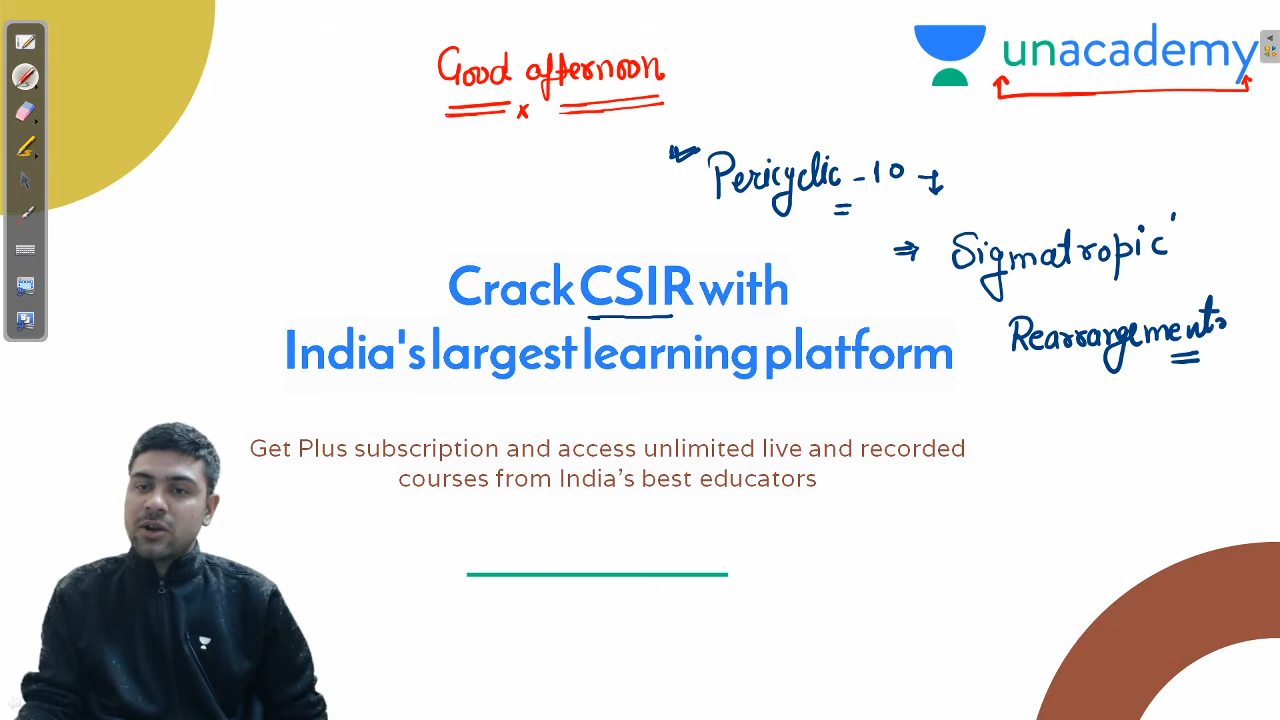 Good afternoon
unacademy
Pericyclic - 10
⇒ Sigmatropic
Rearrangements
Crack CSIR with
India's largest learning platform
Get Plus subscription and access unlimited live and recorded
courses from India's best educators